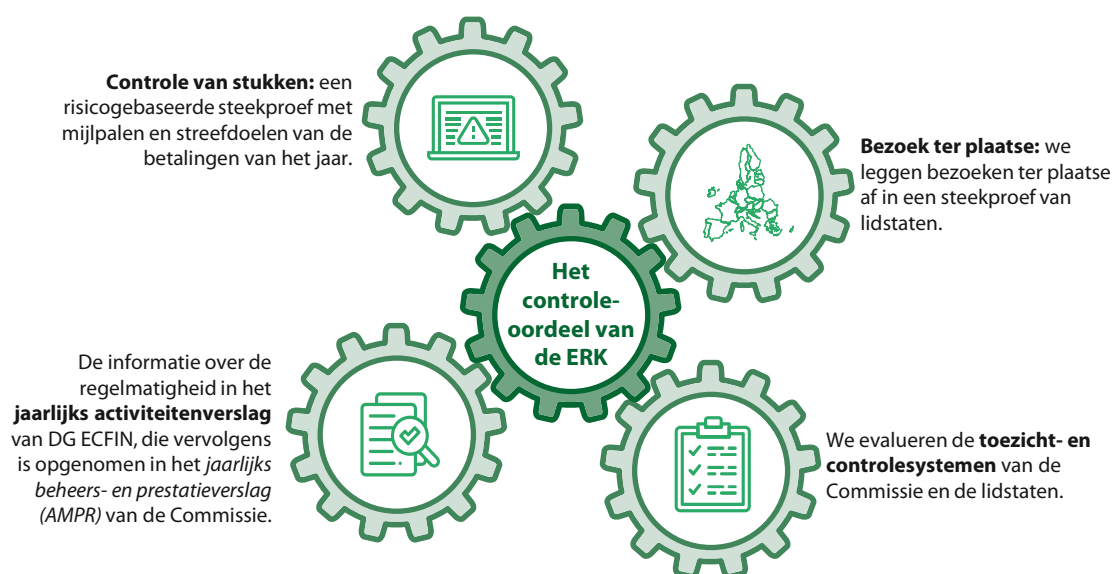 Controle van stukken: een
risicogebaseerde steekproef met
mijlpalen en streefdoelen van de
betalingen van het jaar.
Bezoek ter plaatse: we
leggen bezoeken ter plaatse
af in een steekproef van
lidstaten.
Het
controle-
oordeel van
de ERK
De informatie over de
regelmatigheid in het
jaarlijks activiteitenverslag
van DG ECFIN, die vervolgens
is opgenomen in het jaarlijks
beheers- en prestatieverslag
(AMPR) van de Commissie.
We evalueren de toezicht- en
controlesystemen van de
Commissie en de lidstaten.